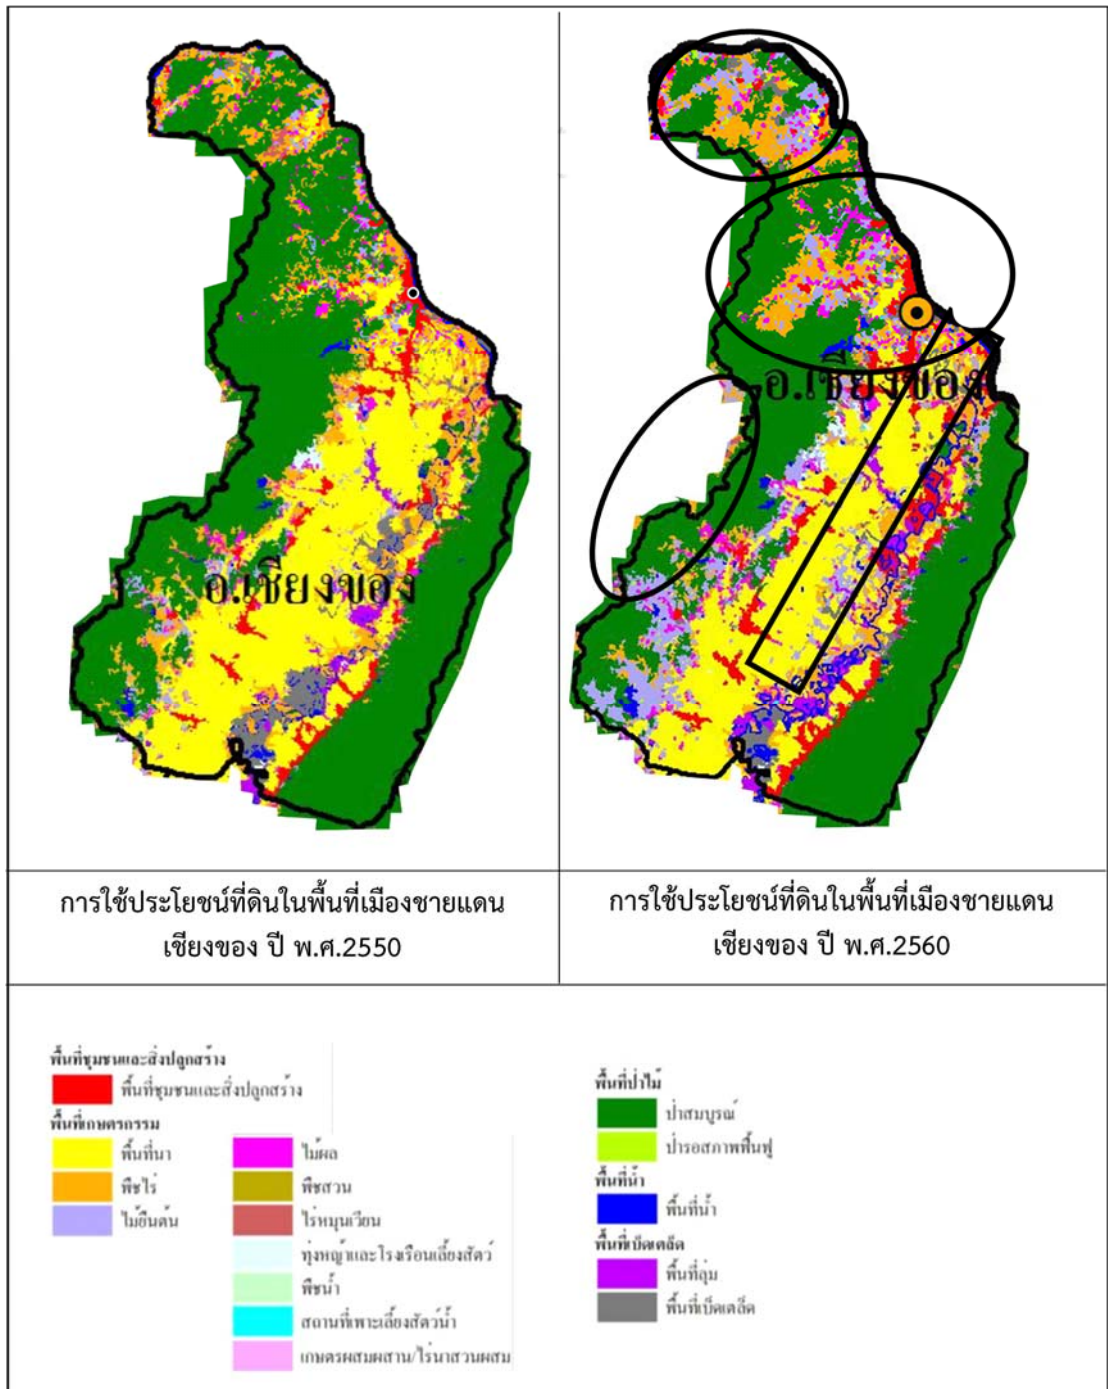 อ.เชียงของ
อ.เชียงของ
การใช้ประโยชน์ที่ดินในพื้นที่เมืองชายแดน
เชียงของ ปี พ.ศ.2550
การใช้ประโยชน์ที่ดินในพื้นที่เมืองชายแดน
เชียงของ ปี พ.ศ.2560
พื้นที่ชุมชนและสิ่งปลูกสร้าง
พื้นที่ชุมชนและสิ่งปลูกสร้าง
พื้นที่เกษตรกรรม
พื้นที่นา
พืชไร่
ไม้ยืนต้น
ไม้ผล
พืชสวน
ไร่หมุนเวียน
ทุ่งหญ้าและโรงเรือนเลี้ยงสัตว์
พืชน้ำ
สถานที่เพาะเลี้ยงสัตว์น้ำ
เกษตรผสมผสาน/ไร่นาสวนผสม
พื้นที่ป่าไม้
ป่าสมบูรณ์
ป่ารอสภาพฟื้นฟู
พื้นที่น้ำ
พื้นที่น้ำ
พื้นที่เบ็ดเตล็ด
พื้นที่ลุ่ม
พื้นที่เบ็ดเตล็ด